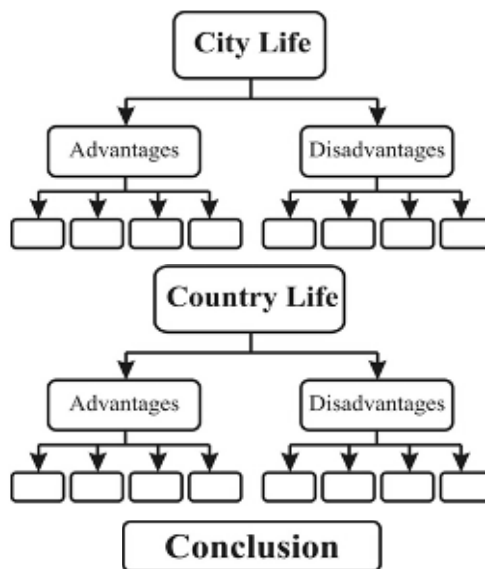 City Life
Advantages
Disadvantages
Country Life
Advantages
Disadvantages
Conclusion